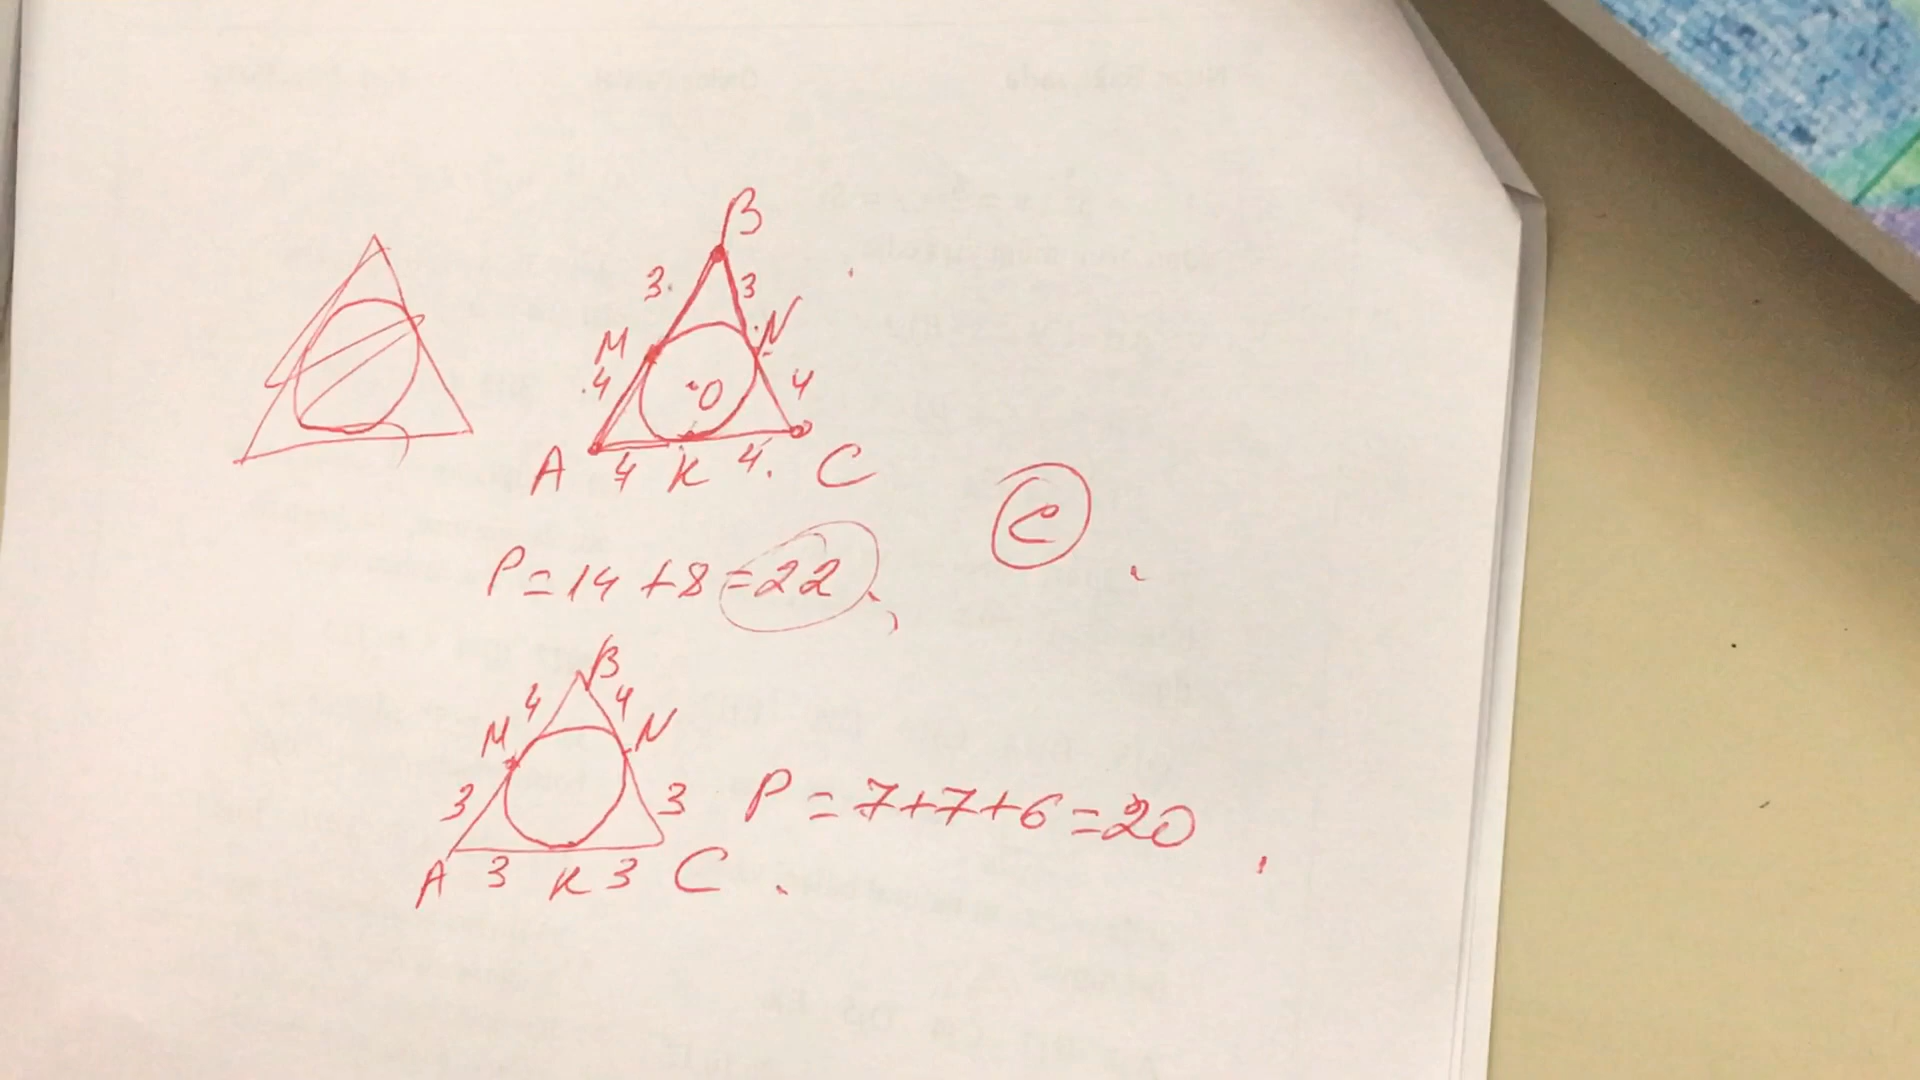 B
3. 3
M N
.4 4
.O
A 4 K 4. C
C
P = 14 + 8 = 22
B
4 4
M N
3 3
P = 7+7+6 = 20
A 3 K 3 C